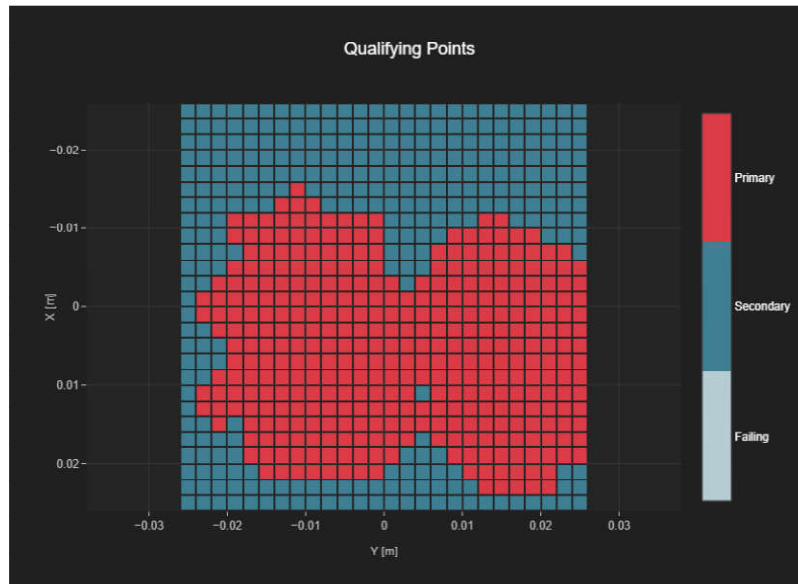 Qualifying Points
Primary
Secondary
Failing
−0.02
−0.01
0
0.01
0.02
X [m]
−0.03
−0.02
−0.01
0
0.01
0.02
0.03
Y [m]